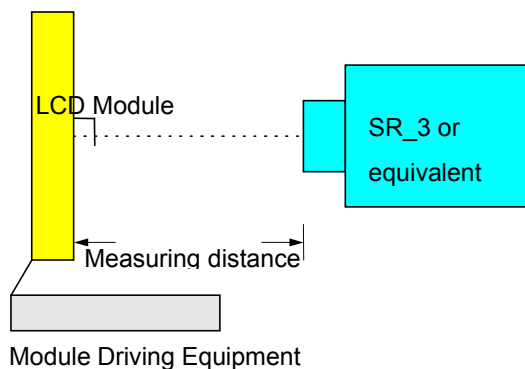 LCD Module
SR_3 or
equivalent
Measuring distance
Module Driving Equipment